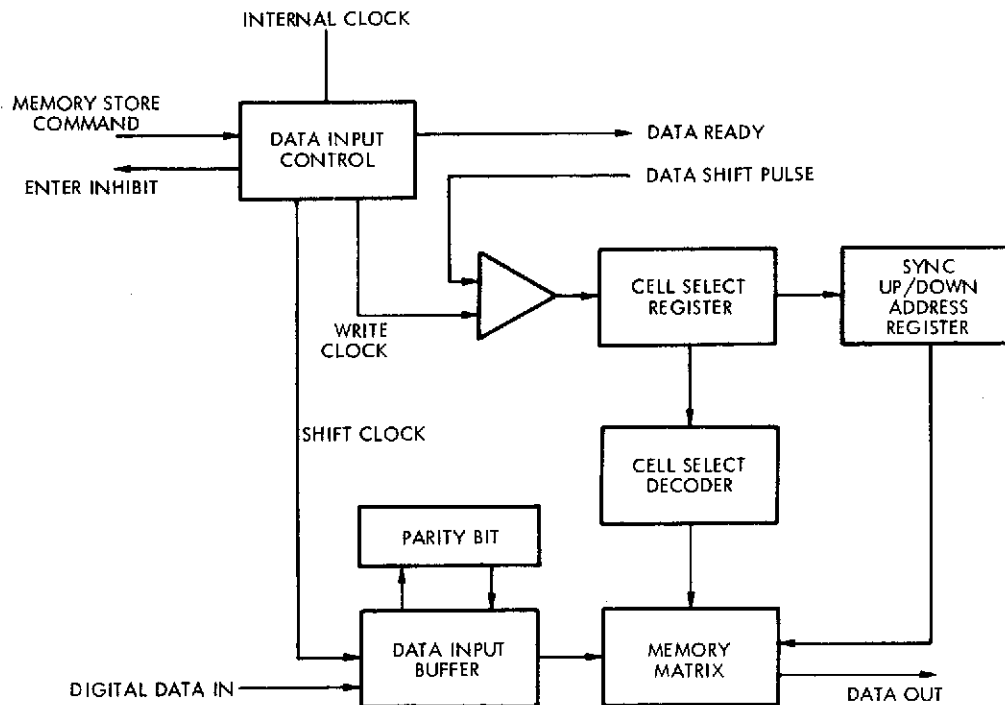 INTERNAL CLOCK
MEMORY STORE
COMMAND
ENTER INHIBIT
DATA INPUT
CONTROL
DATA READY
DATA SHIFT PULSE
WRITE
CLOCK
CELL SELECT
REGISTER
SYNC
UP/DOWN
ADDRESS
REGISTER
SHIFT CLOCK
CELL SELECT
DECODER
PARITY BIT
DATA INPUT
BUFFER
MEMORY
MATRIX
DIGITAL DATA IN
DATA OUT